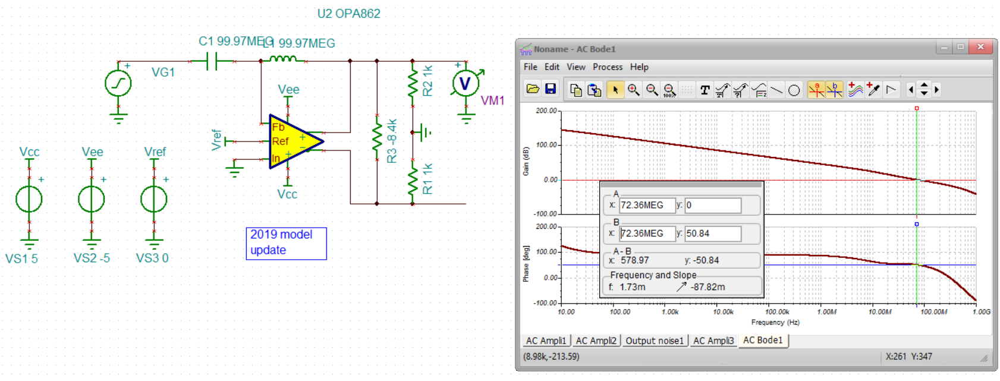 U2 OPA862
C1 99.97MEG
L1 99.97MEG
+
VG1
Vee
Fb
Ref
In
+
−
+
Vcc
Vref
R3 -8.4k
R2 1k
R1 1k
+
V
VM1
Vcc
Vee
Vref
+
+
+
VS1 5
VS2 -5
VS3 0
2019 model
update
Noname - AC Bode1
File Edit View Process Help
100%
T
a
b
200.00
100.00
0.00
-100.00
Gain (dB)
200.00
100.00
0.00
-100.00
Phase [deg]
A
x: 72.36MEG y: 0
B
x: 72.36MEG y: 50.84
A - B
x: 578.97 y: -50.84
Frequency and Slope
f: 1.73m -87.82m
10.00 100.00 1.00k 10.00k 100.00k 1.00M 10.00M 100.00M 1.00G
Frequency (Hz)
AC Ampli1 AC Ampli2 Output noise1 AC Ampli3 AC Bode1
(8.98k,-213.59) X:261 Y:347